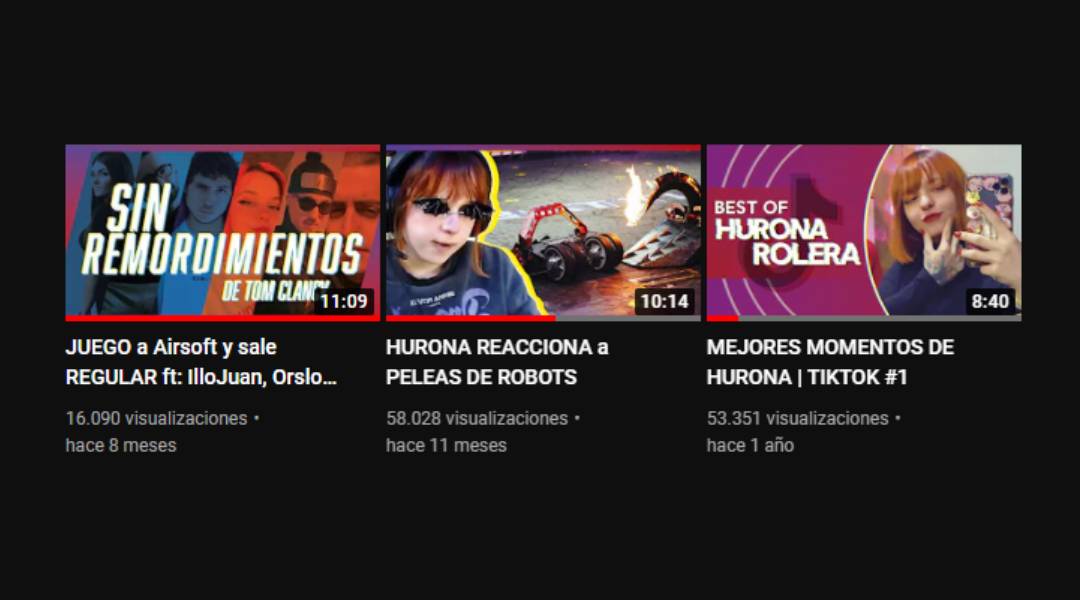 SIN
REMORDIMIENTOS
DE TOM CLANCY
11:09
JUEGO a Airsoft y sale
REGULAR ft: IlloJuan, Orslo...
16.090 visualizaciones •
hace 8 meses
10:14
HURONA REACCIONA a
PELEAS DE ROBOTS
58.028 visualizaciones •
hace 11 meses
BEST OF
HURONA
ROLERA
8:40
MEJORES MOMENTOS DE
HURONA | TIKTOK #1
53.351 visualizaciones •
hace 1 año